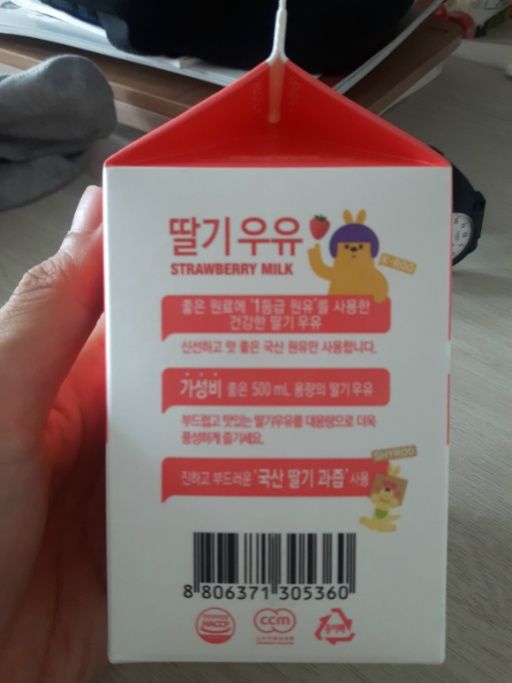 딸기우유
STRAWBERRY MILK
K-ROO
좋은 원료에 '1등급 원유'를 사용한
건강한 딸기 우유
신선하고 맛 좋은 국산 원유만 사용합니다.
가성비 좋은 500 mL 용량의 딸기우유
부드럽고 맛있는 딸기우유를 대용량으로 더욱
풍성하게 즐기세요.
SHYROO
진하고 부드러운 '국산 딸기 과즙' 사용
8 806371 305360
HACCP
ccm